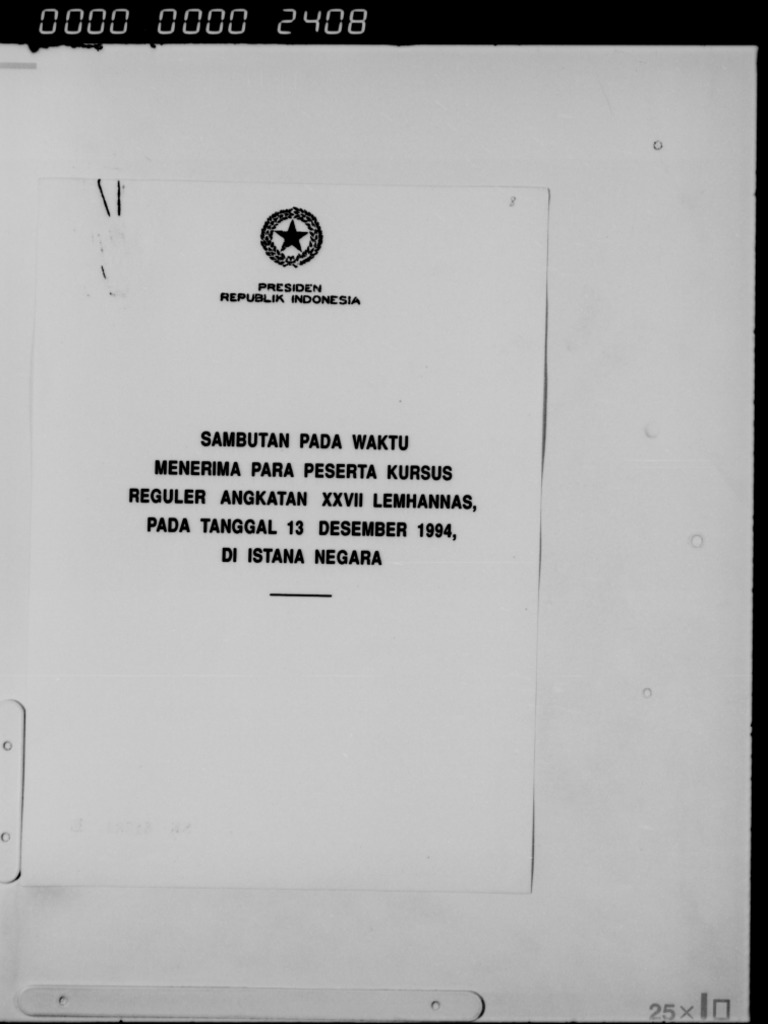 0000 0000 2408
8
PRESIDEN
REPUBLIK INDONESIA
SAMBUTAN PADA WAKTU
MENERIMA PARA PESERTA KURSUS
REGULER ANGKATAN XXVII LEMHANNAS,
PADA TANGGAL 13 DESEMBER 1994,
DI ISTANA NEGARA
25×